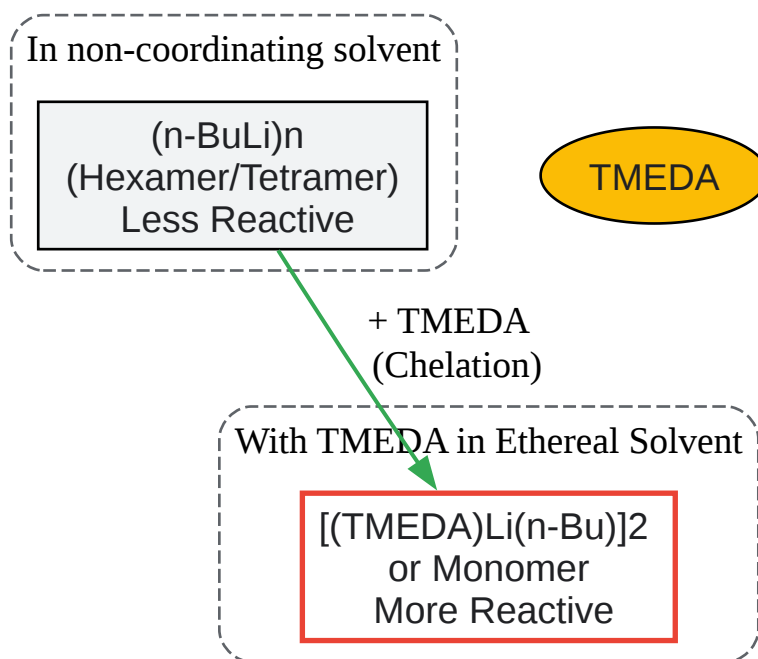 In non-coordinating solvent
(n-BuLi)n
(Hexamer/Tetramer)
Less Reactive
TMEDA
+ TMEDA
(Chelation)
With TMEDA in Ethereal Solvent
[(TMEDA)Li(n-Bu)]2
or Monomer
More Reactive